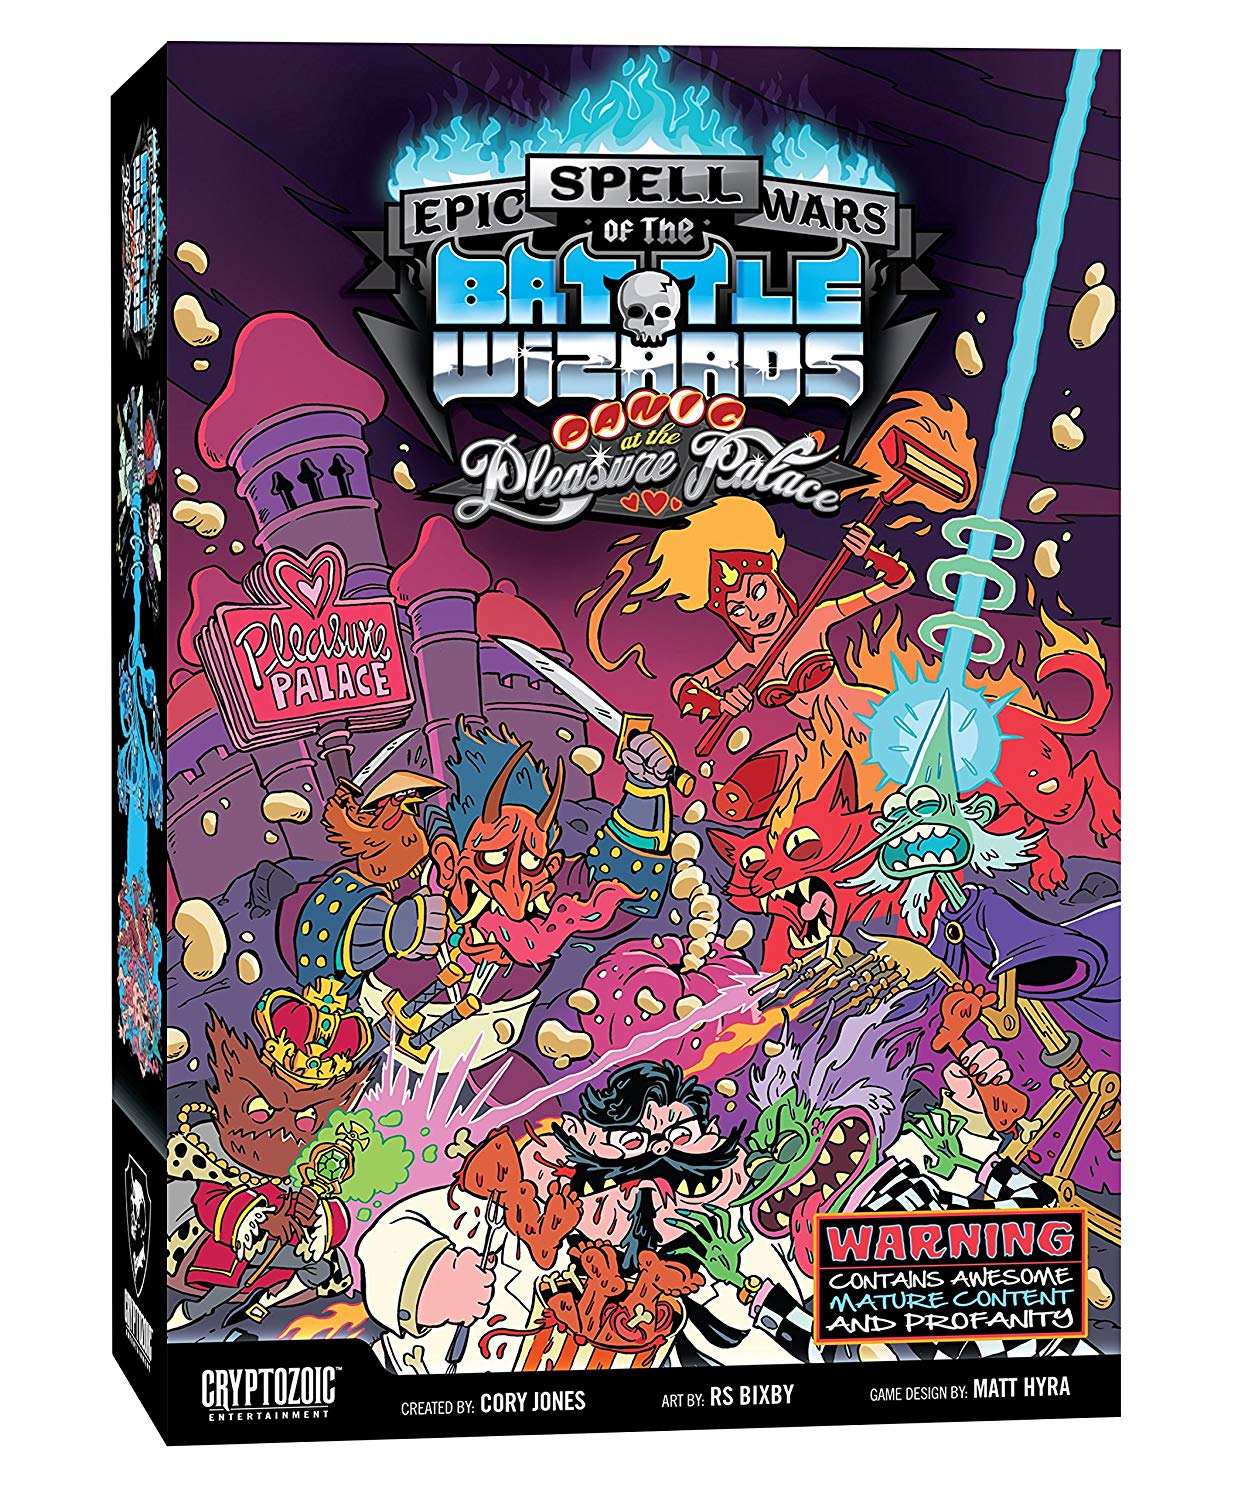 EPIC SPELL WARS
OF THE
BATTLE
WIZARDS
PANIC
at the
Pleasure Palace
Pleasure
PALACE
WARNING
CONTAINS AWESOME
MATURE CONTENT
AND PROFANITY
CRYPTOZOIC™
ENTERTAINMENT
CREATED BY: CORY JONES
ART BY: RS BIXBY
GAME DESIGN BY: MATT HYRA